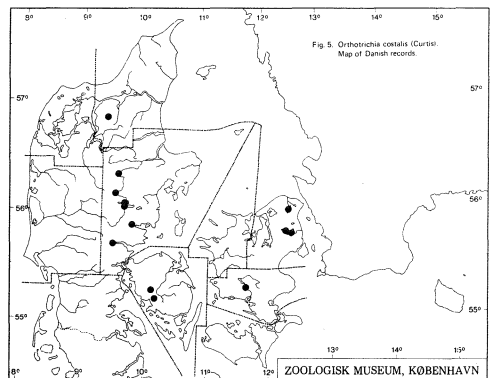 8° 9° 10° 11° 12° 13° 14° 15°
Fig. 5. Orthotrichia costalis (Curtis).
Map of Danish records.
57° 57°
56° 56°
55° 55°
8° 9° 10° 11° 12° 13° 14° 15°
ZOOLOGISK MUSEUM, KØBENHAVN